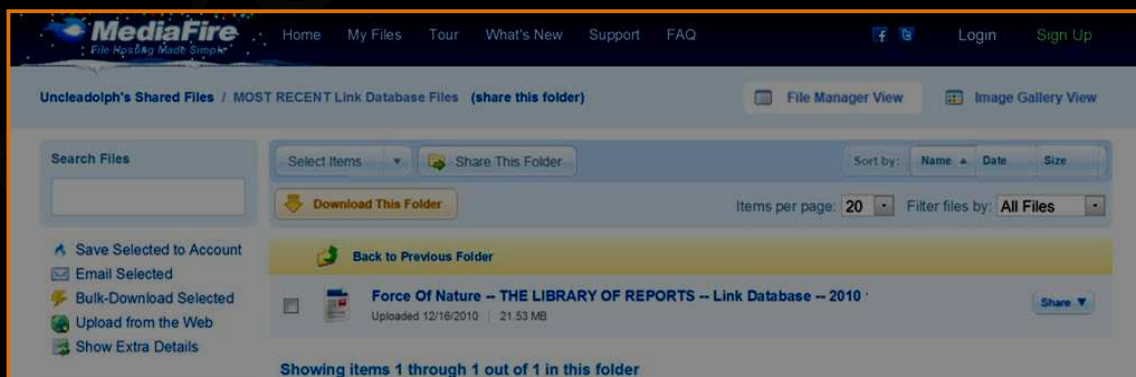 MediaFire
File Hosting Made Simple
Home My Files Tour What's New Support FAQ Login Sign Up
Uncleadolph's Shared Files / MOST RECENT Link Database Files (share this folder) File Manager View Image Gallery View
Search Files
Select Items Share This Folder Sort by: Name Date Size
Download This Folder Items per page: 20 Filter files by: All Files
Save Selected to Account
Email Selected
Bulk-Download Selected
Upload from the Web
Show Extra Details
Back to Previous Folder
Force Of Nature -- THE LIBRARY OF REPORTS -- Link Database -- 2010
Uploaded 12/16/2010 | 21.53 MB Share
Showing items 1 through 1 out of 1 in this folder